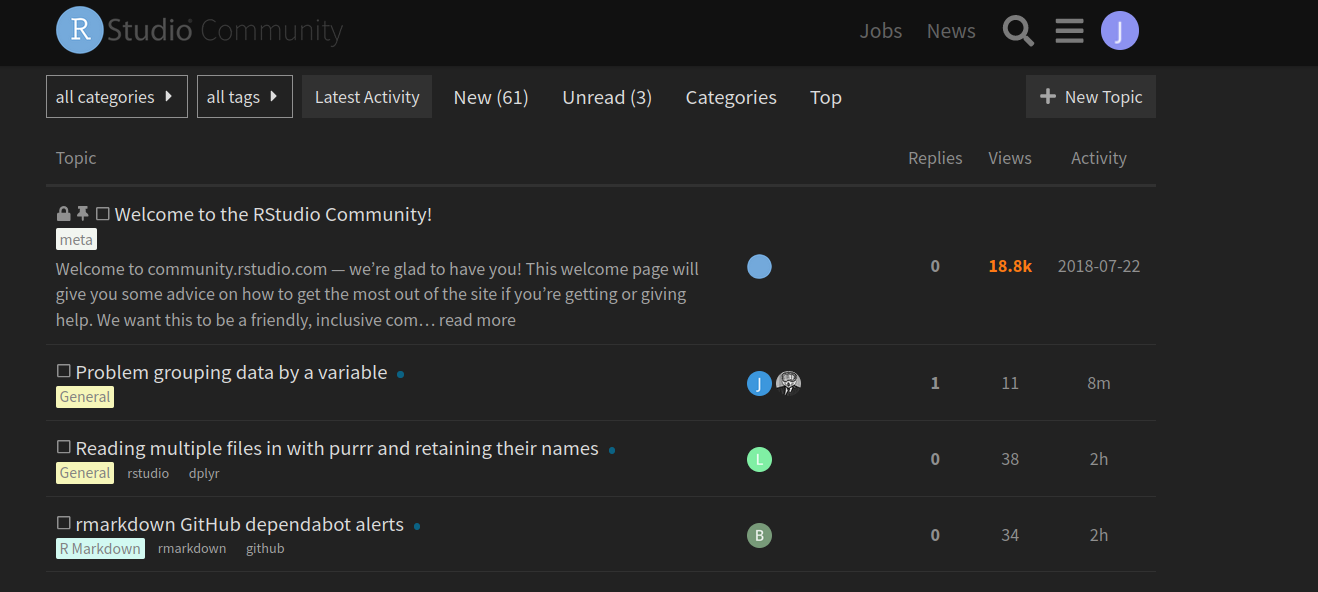 R Studio Community Jobs News J
all categories all tags Latest Activity New (61) Unread (3) Categories Top + New Topic
Topic Replies Views Activity
Welcome to the RStudio Community!
meta
Welcome to community.rstudio.com — we’re glad to have you! This welcome page will
give you some advice on how to get the most out of the site if you’re getting or giving
help. We want this to be a friendly, inclusive com… read more
0 18.8k 2018-07-22
Problem grouping data by a variable
General
J 1 11 8m
Reading multiple files in with purrr and retaining their names
General rstudio dplyr
L 0 38 2h
rmarkdown GitHub dependabot alerts
R Markdown rmarkdown github
B 0 34 2h